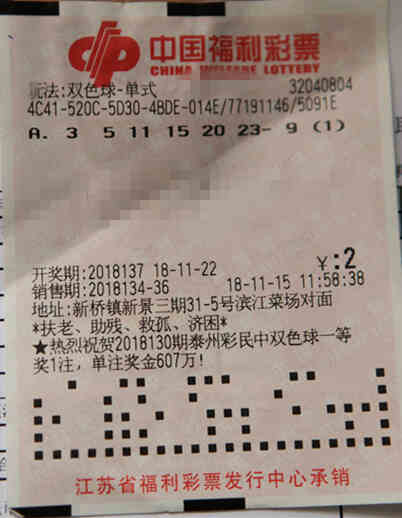 中国福利彩票
CHINA WELFARE LOTTERY
玩法:双色球-单式 32040804
4C41-520C-5D30-4BDE-014E/77191146/5091E
A. 3 5 11 15 20 23- 9 (1)
¥:2
开奖期:2018137 18-11-22
销售期:2018134-36 18-11-15 11:58:38
地址:新桥镇新景三期31-5号滨江菜场对面
*扶老、助残、救孤、济困*
★热烈祝贺2018130期泰州彩民中双色球一等
奖1注,单注奖金607万!
江苏省福利彩票发行中心承销